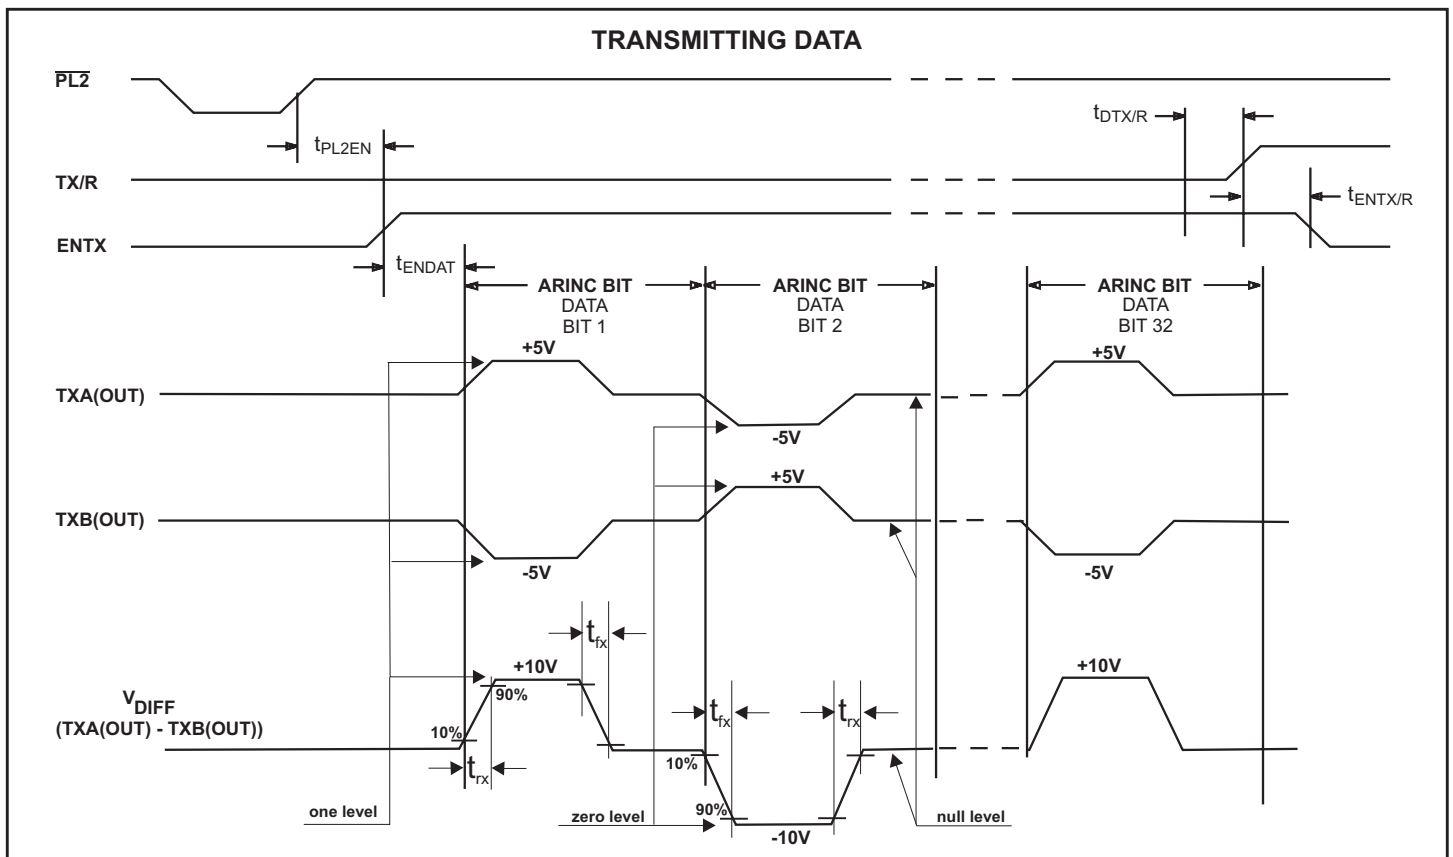 TRANSMITTING DATA
PL2
tDTX/R
tPL2EN
TX/R
tENTX/R
ENTX
tENDAT
ARINC BIT
DATA
BIT 1
ARINC BIT
DATA
BIT 2
ARINC BIT
DATA
BIT 32
+5V
+5V
TXA(OUT)
-5V
+5V
TXB(OUT)
-5V
-5V
tfx
+10V
+10V
90%
VDIFF
(TXA(OUT) - TXB(OUT))
10%
tfx
trx
trx
10%
90%
one level
zero level
-10V
null level